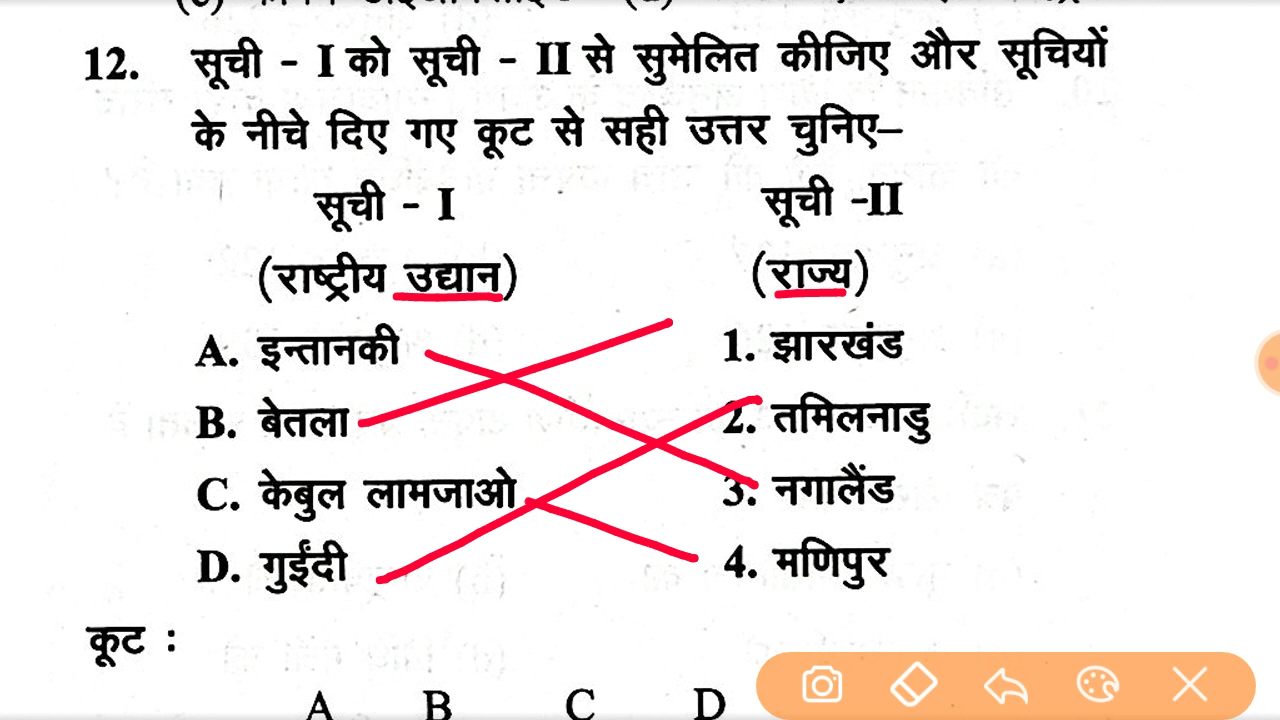 12. सूची - I को सूची - II से सुमेलित कीजिए और सूचियों
के नीचे दिए गए कूट से सही उत्तर चुनिए–
सूची - I सूची -II
(राष्ट्रीय उद्यान) (राज्य)
A. इन्तानकी 1. झारखंड
B. बेतला 2. तमिलनाडु
C. केबुल लामजाओ 3. नगालैंड
D. गुईंदी 4. मणिपुर
कूट :
A B C D